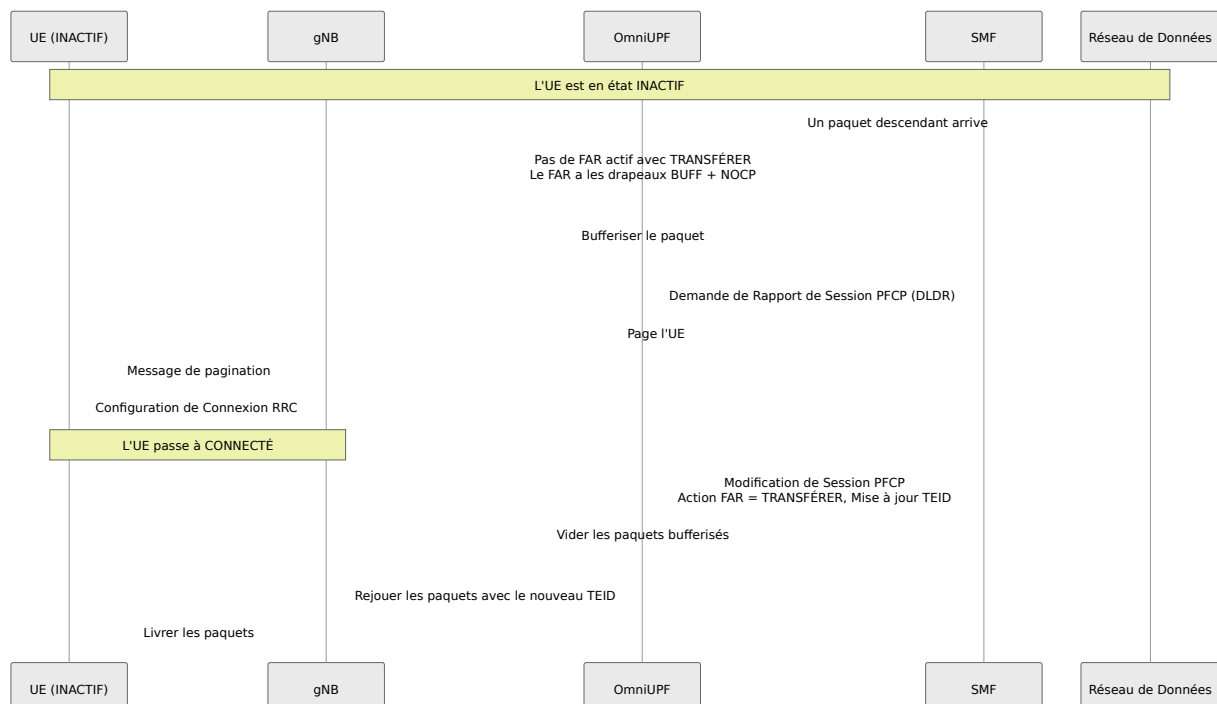 UE (INACTIF)
gNB
OmniUPF
SMF
Réseau de Données
L'UE est en état INACTIF
Un paquet descendant arrive
Pas de FAR actif avec TRANSFÉRER
Le FAR a les drapeaux BUFF + NOCP
Bufferiser le paquet
Demande de Rapport de Session PFCP (DLDR)
Page l'UE
Message de pagination
Configuration de Connexion RRC
L'UE passe à CONNECTÉ
Modification de Session PFCP
Action FAR = TRANSFÉRER, Mise à jour TEID
Vider les paquets bufferisés
Rejouer les paquets avec le nouveau TEID
Livrer les paquets
UE (INACTIF)
gNB
OmniUPF
SMF
Réseau de Données